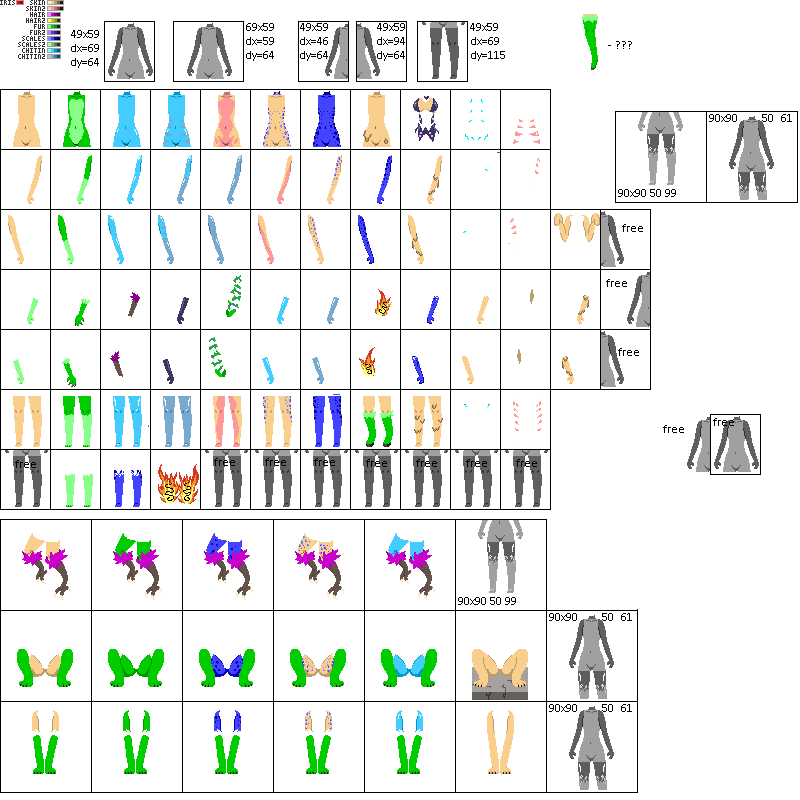 IRIS SKIN
SKIN2
HAIR
HAIR2
FUR
FUR2
SCALES
SCALES2
CHITIN
CHITIN2
49x59
dx=69
dy=64
69x59
dx=59
dy=64
49x59
dx=46
dy=64
49x59
dx=94
dy=64
49x59
dx=69
dy=115
- ???
90x90 50 99
90x90 50 61
free
free
free
free
free
free free free free free free free free
90x90 50 99
90x90 50 61
90x90 50 61